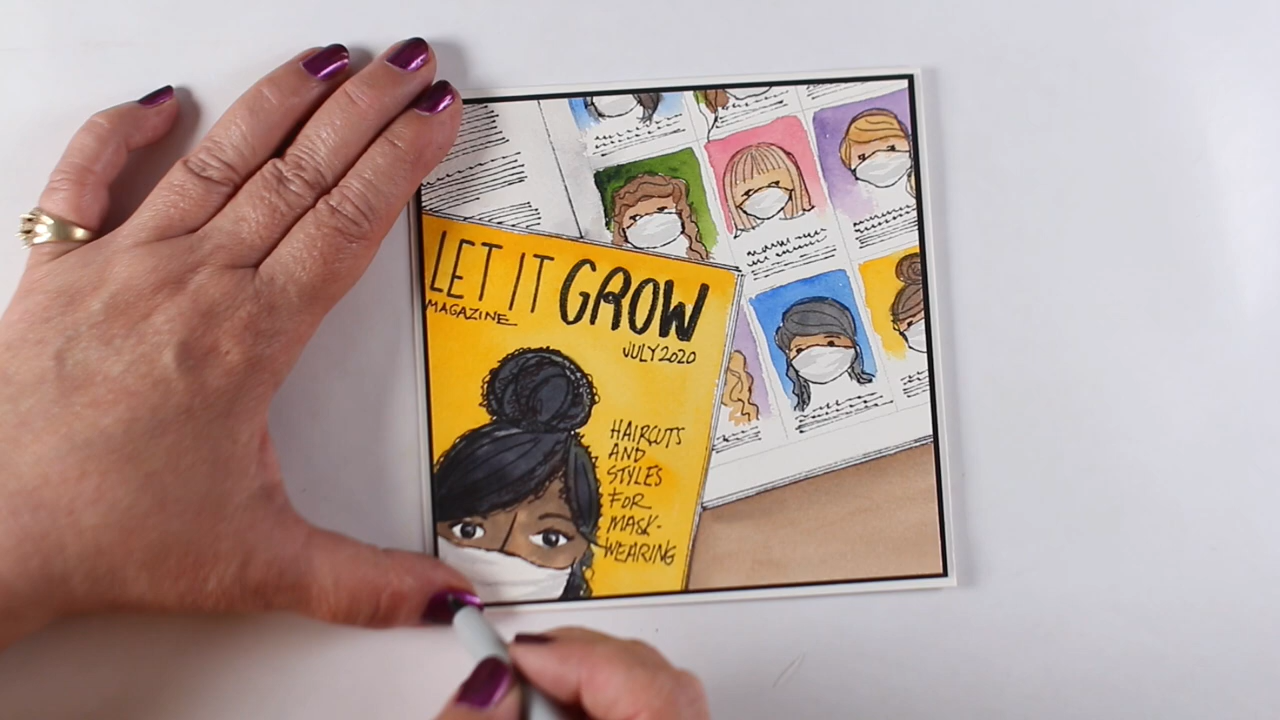 LET IT GROW
MAGAZINE
JULY 2020
HAIRCUTS
AND
STYLES
FOR
MASK-
WEARING